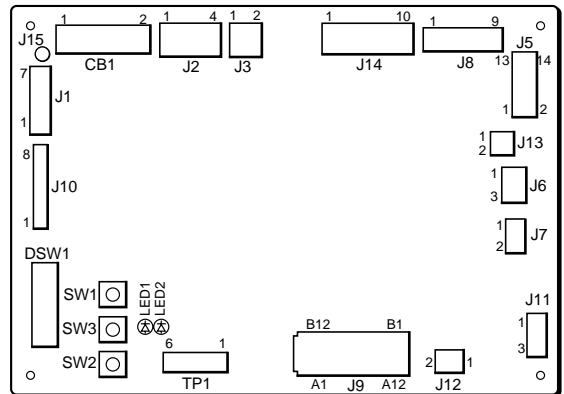 1 2 1 4 1 2 1 10 1 9
J15 CB1 J2 J3 J14 J8 J5
13 14
7 J1
1 1 2
1 J13
2
8 J10 1 J6
3
1 1 J7
2
DSW1
SW1 LED1 LED2
SW3 B12 B1 J11
1
3
SW2 6 1 2 1
TP1 A1 J9 A12 J12